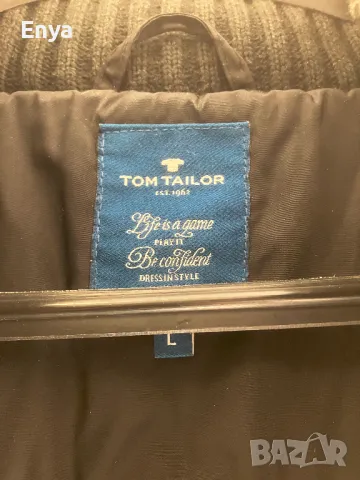 Enya
TOM TAILOR
EST. 1962
Life is a game
PLAY IT
Be confident
DRESS IN STYLE
L
BAZAR